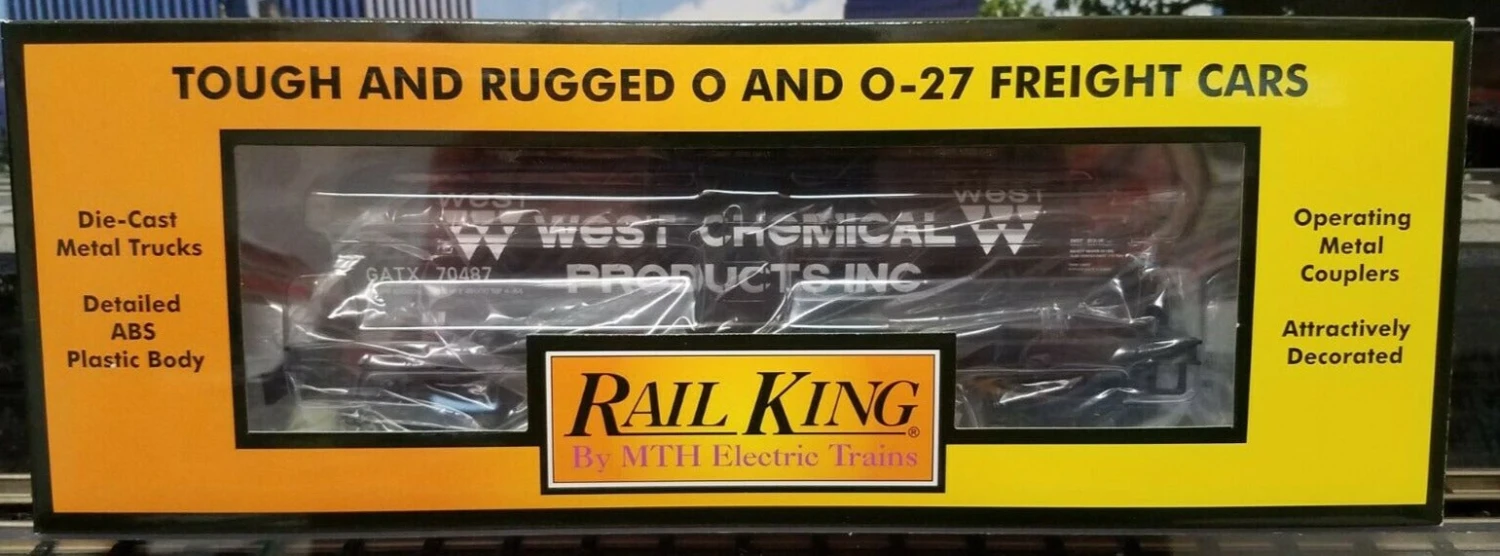 TOUGH AND RUGGED O AND O-27 FREIGHT CARS
Die-Cast
Metal Trucks
Detailed
ABS
Plastic Body
WEST
W
WEST CHEMICAL
PRODUCTS INC
WEST
W
GATX 70487
Operating
Metal
Couplers
Attractively
Decorated
RAIL KING®
By MTH Electric Trains